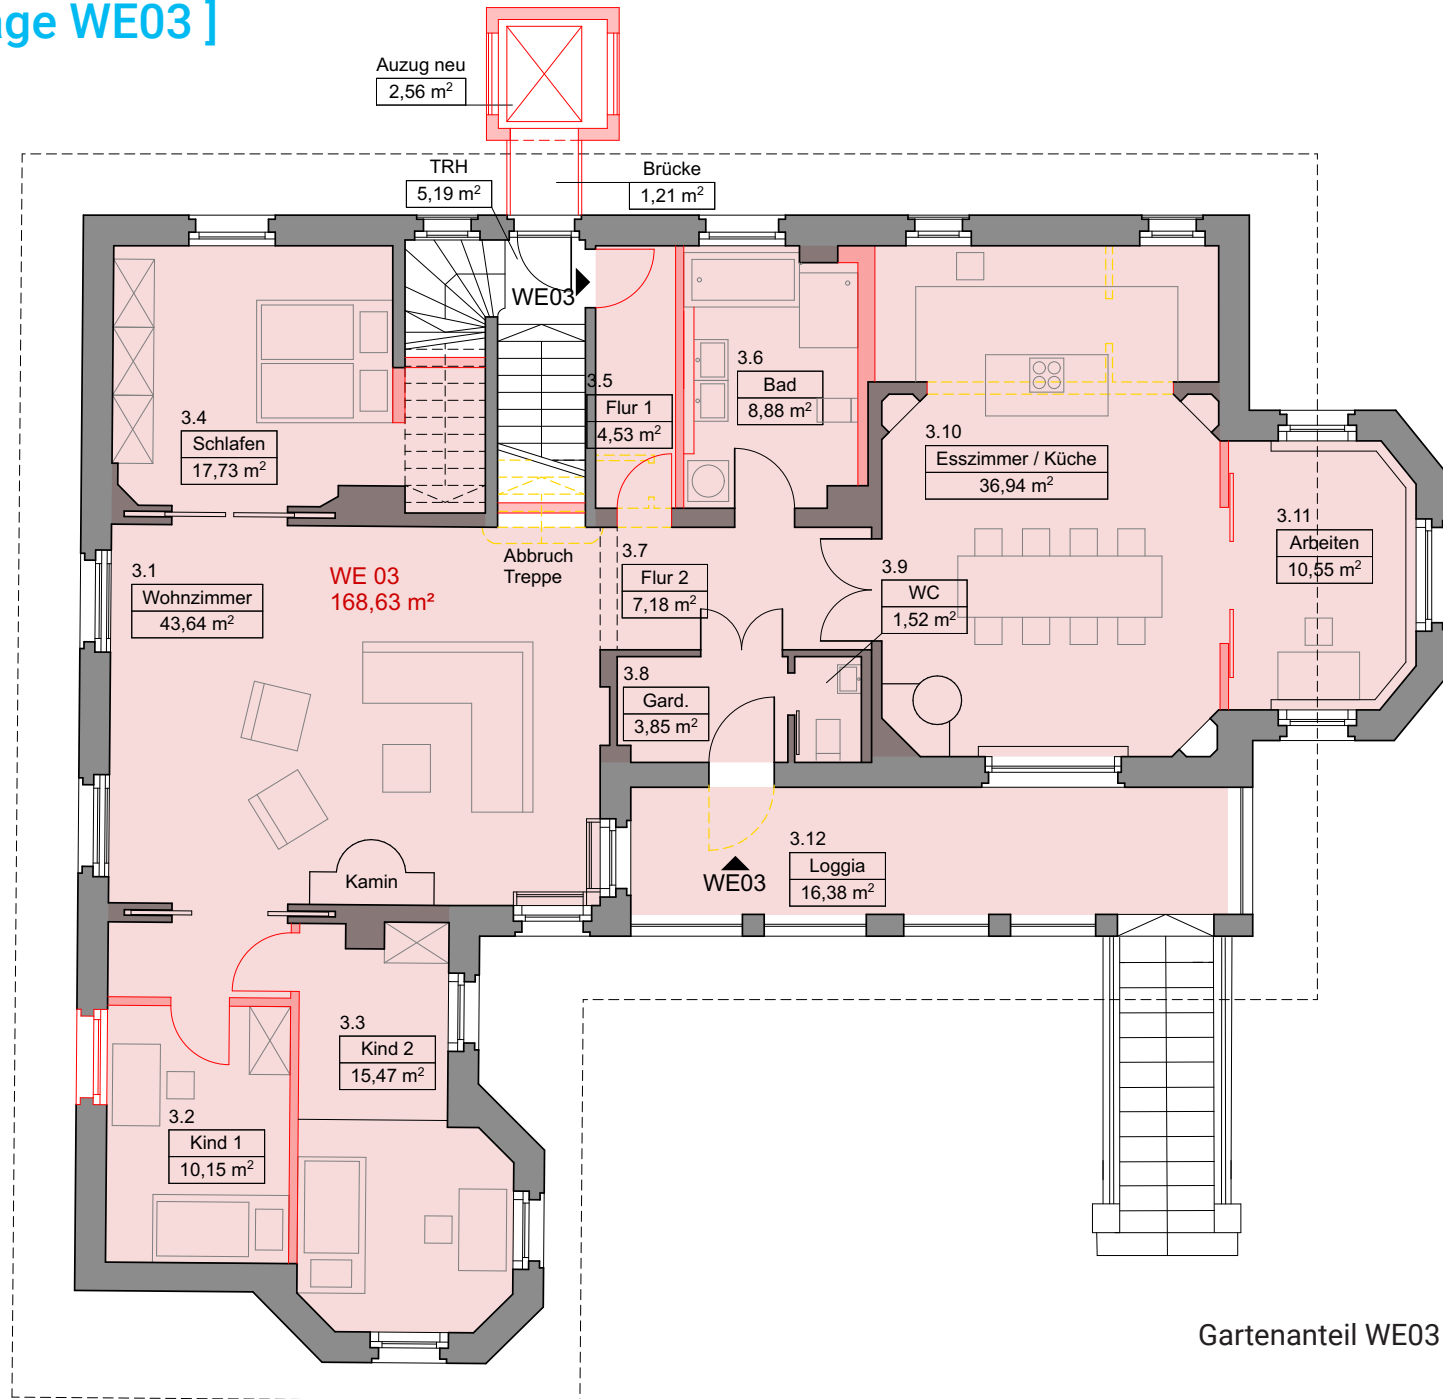 age WE03 ]
Auzug neu
2,56 m²
TRH
5,19 m²
Brücke
1,21 m²
WE03
3.5
Flur 1
4,53 m²
3.6
Bad
8,88 m²
3.4
Schlafen
17,73 m²
3.10
Esszimmer / Küche
36,94 m²
3.11
Arbeiten
10,55 m²
Abbruch
Treppe
3.7
Flur 2
7,18 m²
3.9
WC
1,52 m²
3.1
Wohnzimmer
43,64 m²
WE 03
168,63 m²
3.8
Gard.
3,85 m²
Kamin
WE03
3.12
Loggia
16,38 m²
3.3
Kind 2
15,47 m²
3.2
Kind 1
10,15 m²
Gartenanteil WE03